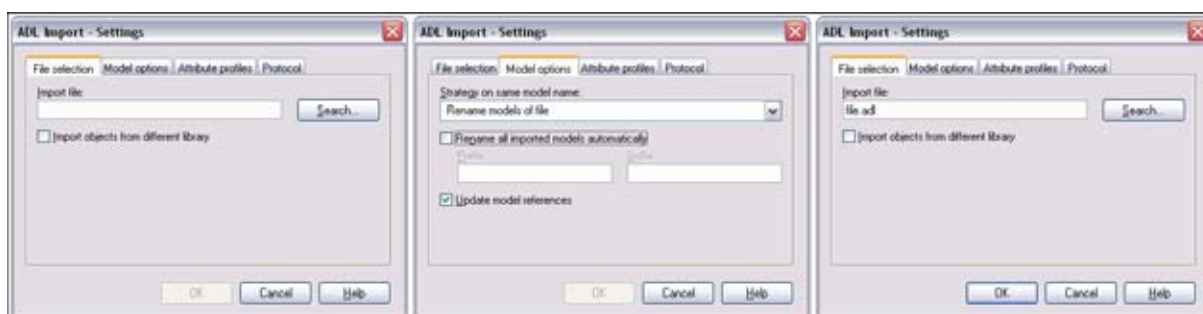 ADL Import - Settings
File selection Model options Attribute profiles Protocol
Import file:
Search...
Import objects from different library
OK Cancel Help
ADL Import - Settings
File selection Model options Attribute profiles Protocol
Strategy on same model name:
Rename models of file
Rename all imported models automatically
Prefix Suffix
Update model references
OK Cancel Help
ADL Import - Settings
File selection Model options Attribute profiles Protocol
Import file:
file.adl
Search...
Import objects from different library
OK Cancel Help